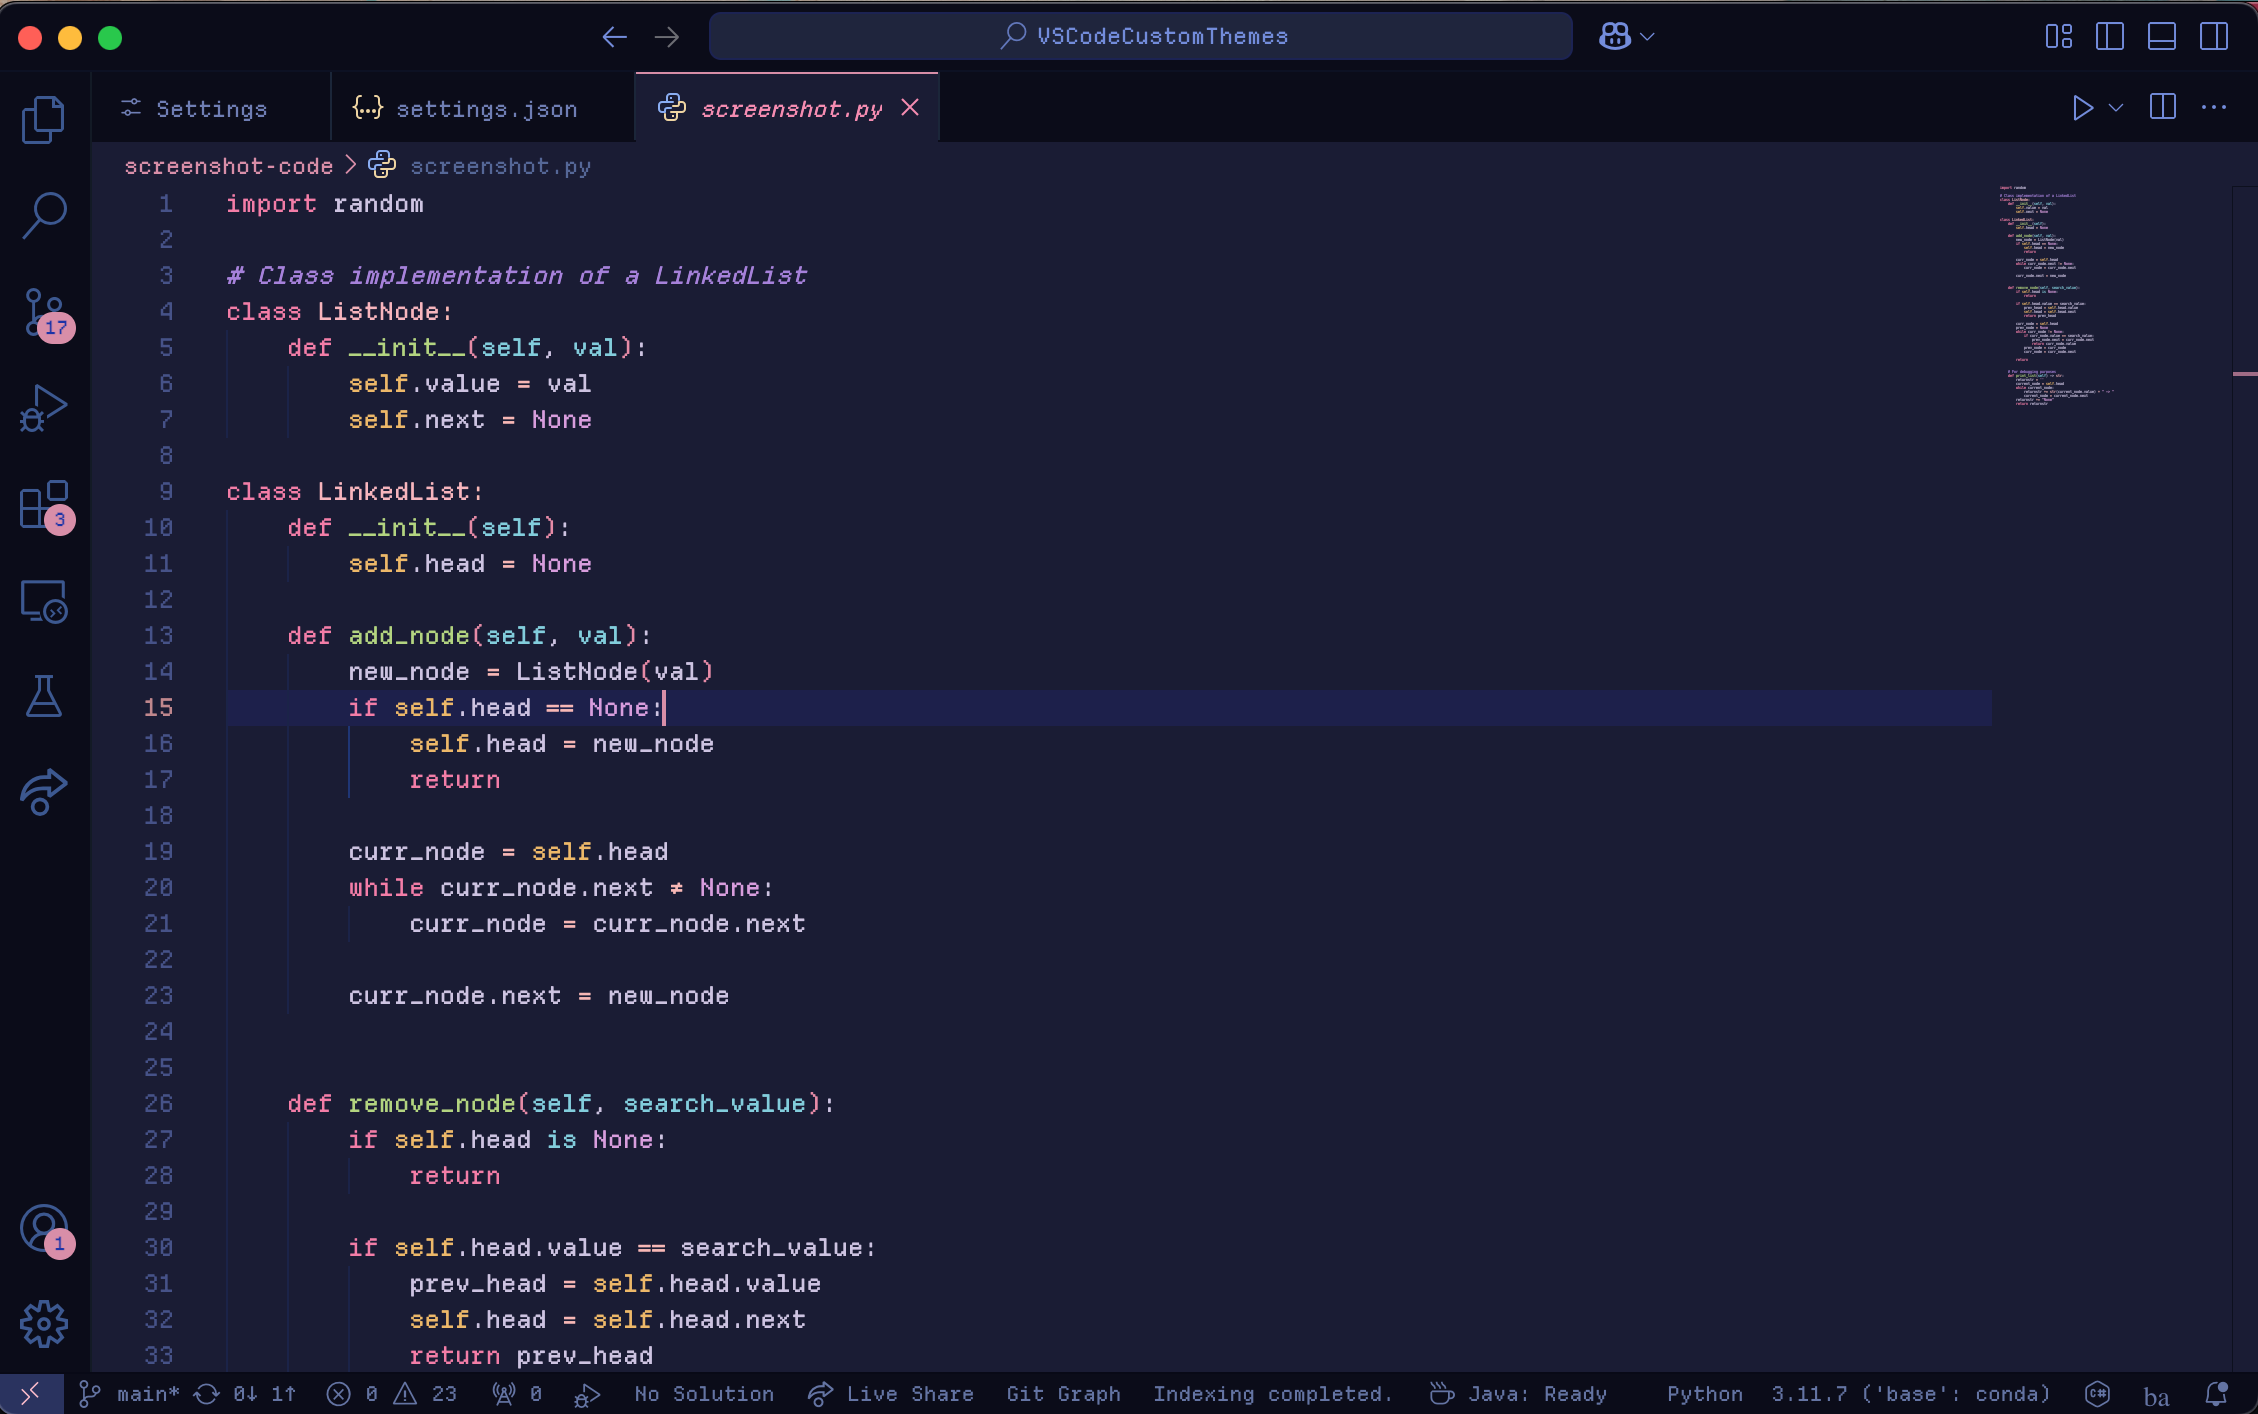 VSCodeCustomThemes
Settings
{...} settings.json
screenshot.py
screenshot-code > screenshot.py
1 import random
2
3 # Class implementation of a LinkedList
4 class ListNode:
5     def __init__(self, val):
6         self.value = val
7         self.next = None
8
9 class LinkedList:
10     def __init__(self):
11         self.head = None
12
13     def add_node(self, val):
14         new_node = ListNode(val)
15         if self.head == None:
16             self.head = new_node
17             return
18
19         curr_node = self.head
20         while curr_node.next ≠ None:
21             curr_node = curr_node.next
22
23         curr_node.next = new_node
24
25
26     def remove_node(self, search_value):
27         if self.head is None:
28             return
29
30         if self.head.value == search_value:
31             prev_head = self.head.value
32             self.head = self.head.next
33             return prev_head
17
3
1
main* 0↓ 1↑ 0 23 0 No Solution Live Share Git Graph Indexing completed. Java: Ready Python 3.11.7 ('base': conda) C# ba